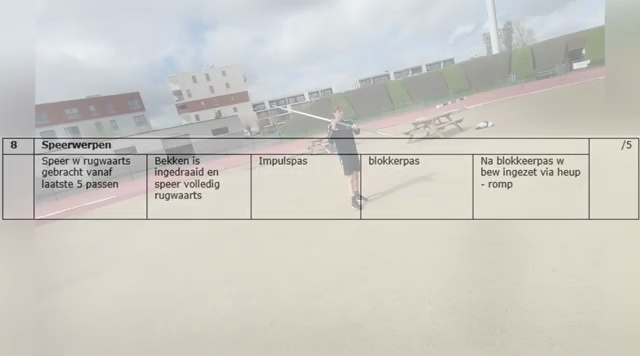 8 Speerwerpen /5
Speer w rugwaarts
gebracht vanaf
laatste 5 passen
Bekken is
ingedraaid en
speer volledig
rugwaarts
Impulspas
blokkerpas
Na blokkeerpas w
bew ingezet via heup
- romp